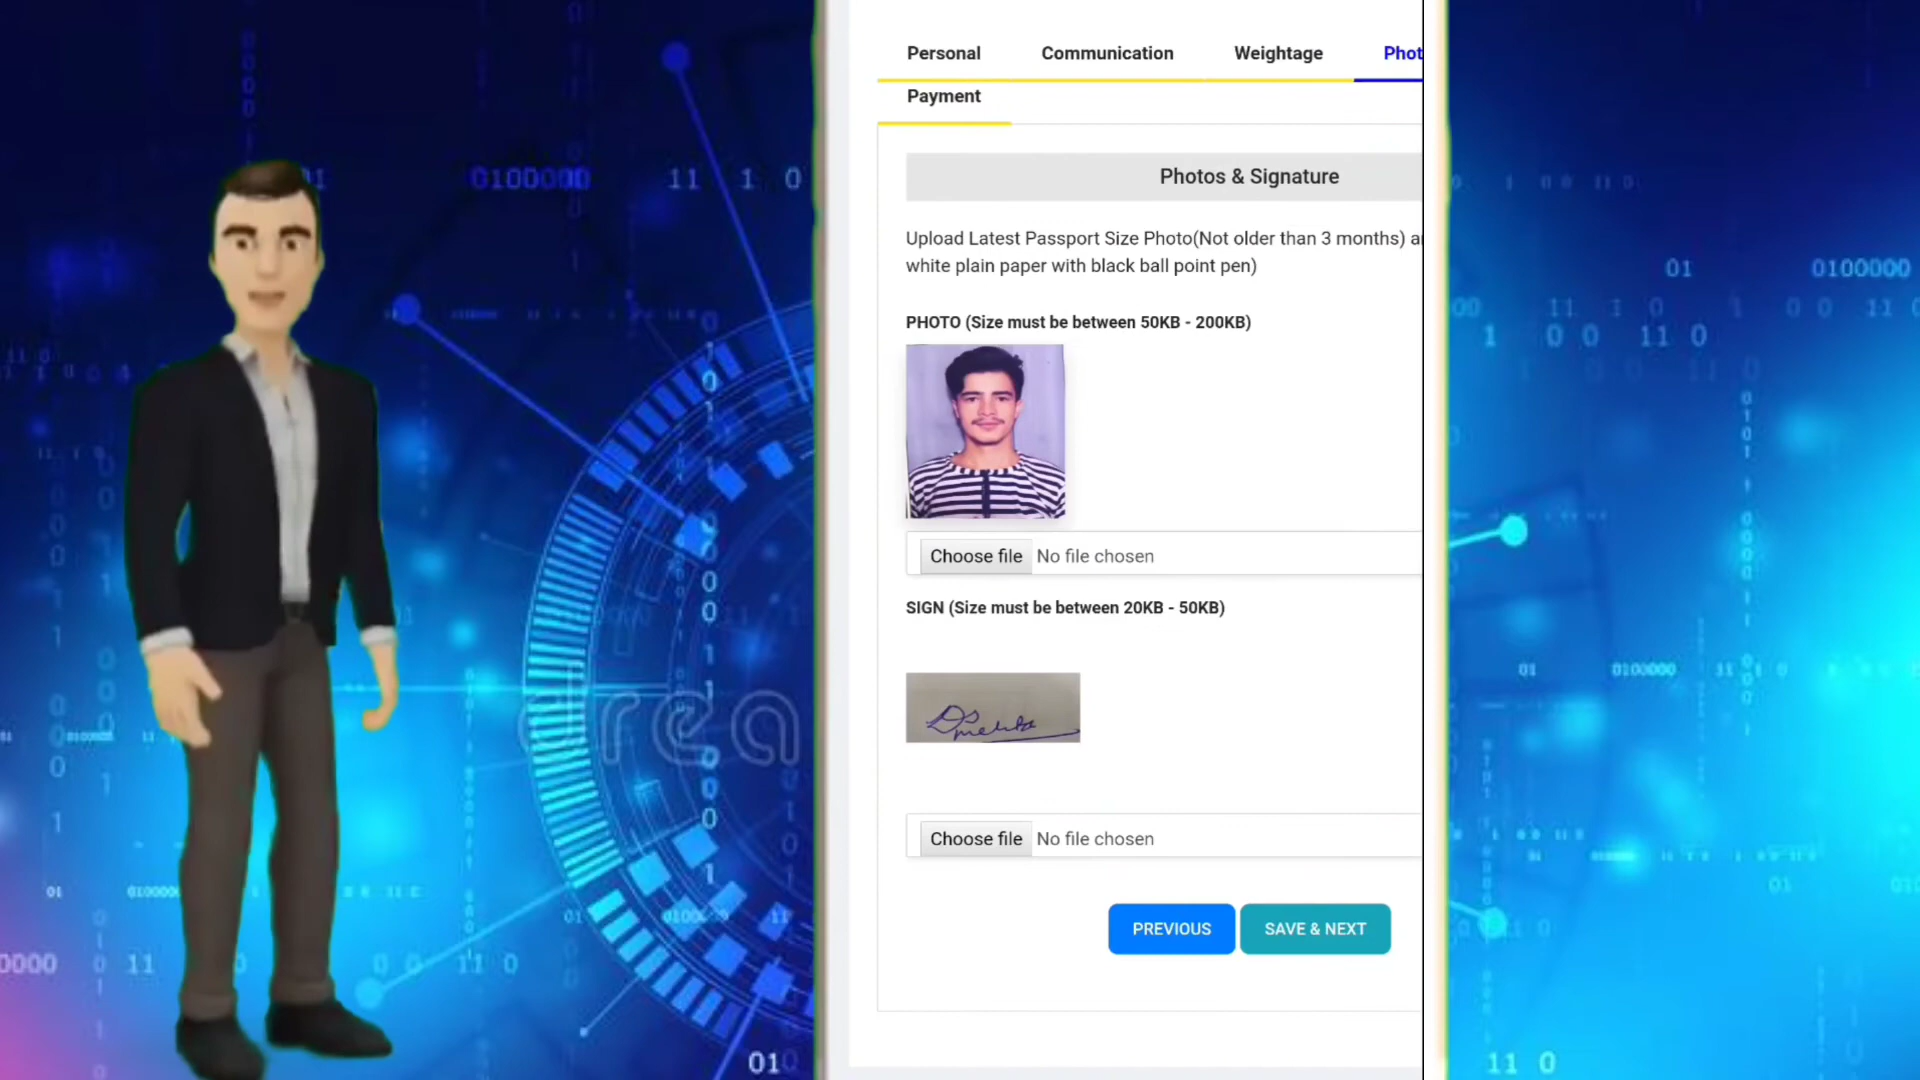 Personal Communication Weightage Phot
Payment
Photos & Signature
Upload Latest Passport Size Photo(Not older than 3 months) a
white plain paper with black ball point pen)
PHOTO (Size must be between 50KB - 200KB)
Choose file No file chosen
SIGN (Size must be between 20KB - 50KB)
Choose file No file chosen
PREVIOUS SAVE & NEXT
drea